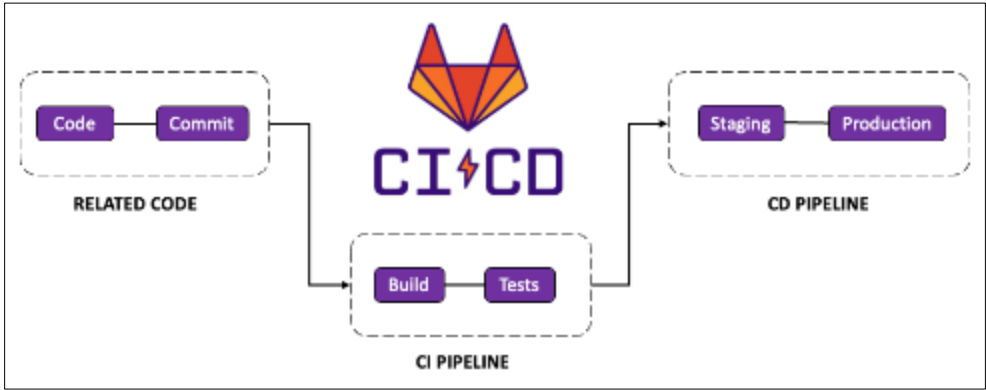 Code
Commit
RELATED CODE
CI CD
Build
Tests
CI PIPELINE
Staging
Production
CD PIPELINE